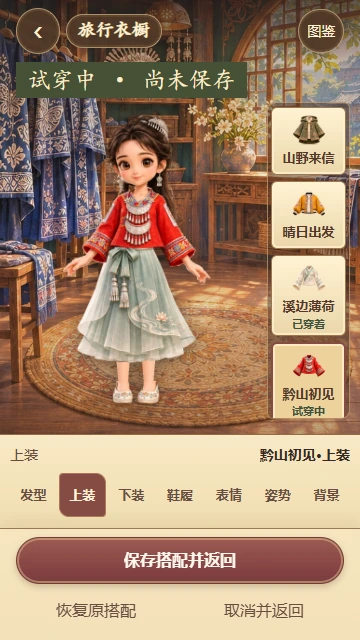 ‹
旅行衣橱
图鉴
试穿中 · 尚未保存
山野来信
晴日出发
溪边薄荷
已穿着
黔山初见
试穿中
上装
黔山初见·上装
发型
上装
下装
鞋履
表情
姿势
背景
保存搭配并返回
恢复原搭配
取消并返回